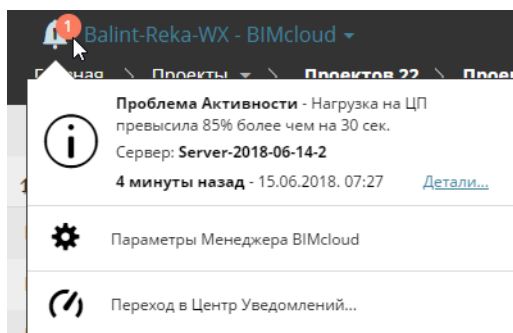 1
Balint-Reka-WX - BIMcloud
Проекты > Проектов 22 >
Проблема Активности - Нагрузка на ЦП
превысила 85% более чем на 30 сек.
Сервер: Server-2018-06-14-2
4 минуты назад - 15.06.2018. 07:27 Детали...
Параметры Менеджера BIMcloud
Переход в Центр Уведомлений...